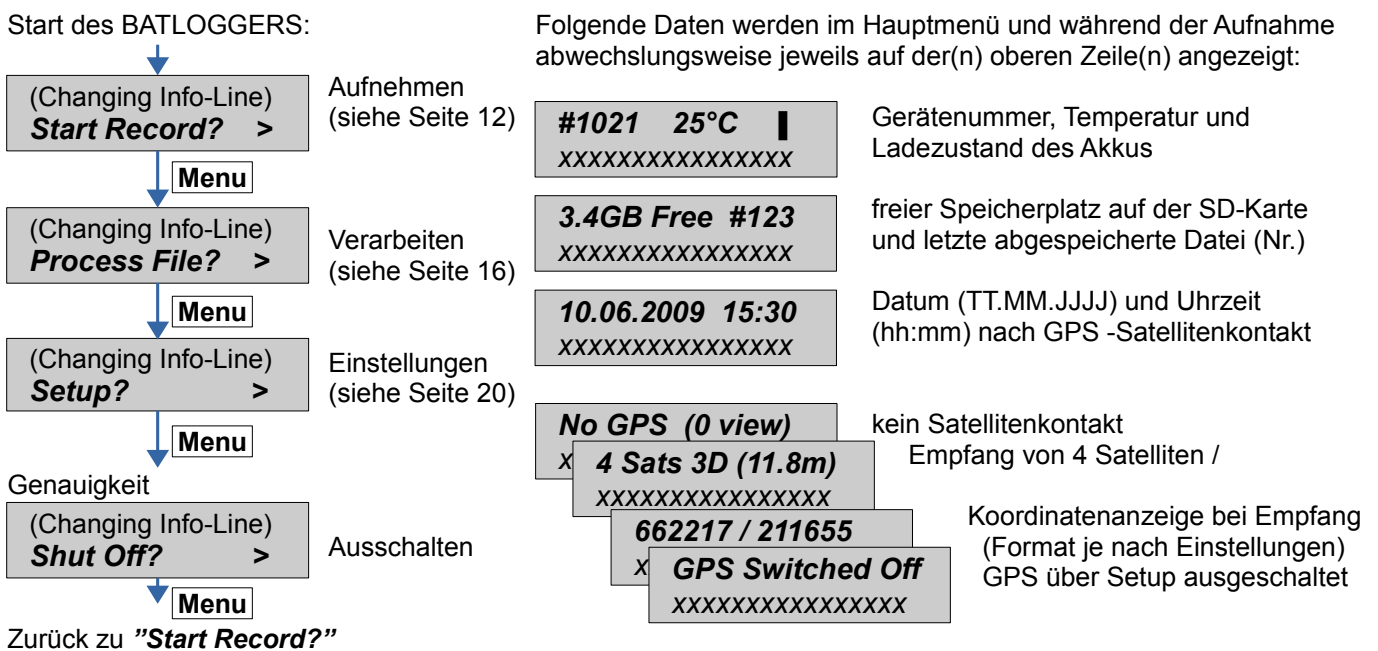 Start des BATLOGGERS:
(Changing Info-Line)
Start Record? >
Aufnehmen
(siehe Seite 12)
Menu
(Changing Info-Line)
Process File? >
Verarbeiten
(siehe Seite 16)
Menu
(Changing Info-Line)
Setup? >
Einstellungen
(siehe Seite 20)
Menu
Genauigkeit
(Changing Info-Line)
Shut Off? >
Ausschalten
Menu
Zurück zu ”Start Record?”
Folgende Daten werden im Hauptmenü und während der Aufnahme
abwechslungsweise jeweils auf der(n) oberen Zeile(n) angezeigt:
#1021 25°C
xxxxxxxxxxxxxxxx
Gerätenummer, Temperatur und
Ladezustand des Akkus
3.4GB Free #123
xxxxxxxxxxxxxxxx
freier Speicherplatz auf der SD-Karte
und letzte abgespeicherte Datei (Nr.)
10.06.2009 15:30
xxxxxxxxxxxxxxxx
Datum (TT.MM.JJJJ) und Uhrzeit
(hh:mm) nach GPS -Satellitenkontakt
No GPS (0 view)
x
kein Satellitenkontakt
4 Sats 3D (11.8m)
xxxxxxxxxxxxxxxx
Empfang von 4 Satelliten /
662217 / 211655
x
Koordinatenanzeige bei Empfang
(Format je nach Einstellungen)
GPS Switched Off
xxxxxxxxxxxxxxxx
GPS über Setup ausgeschaltet